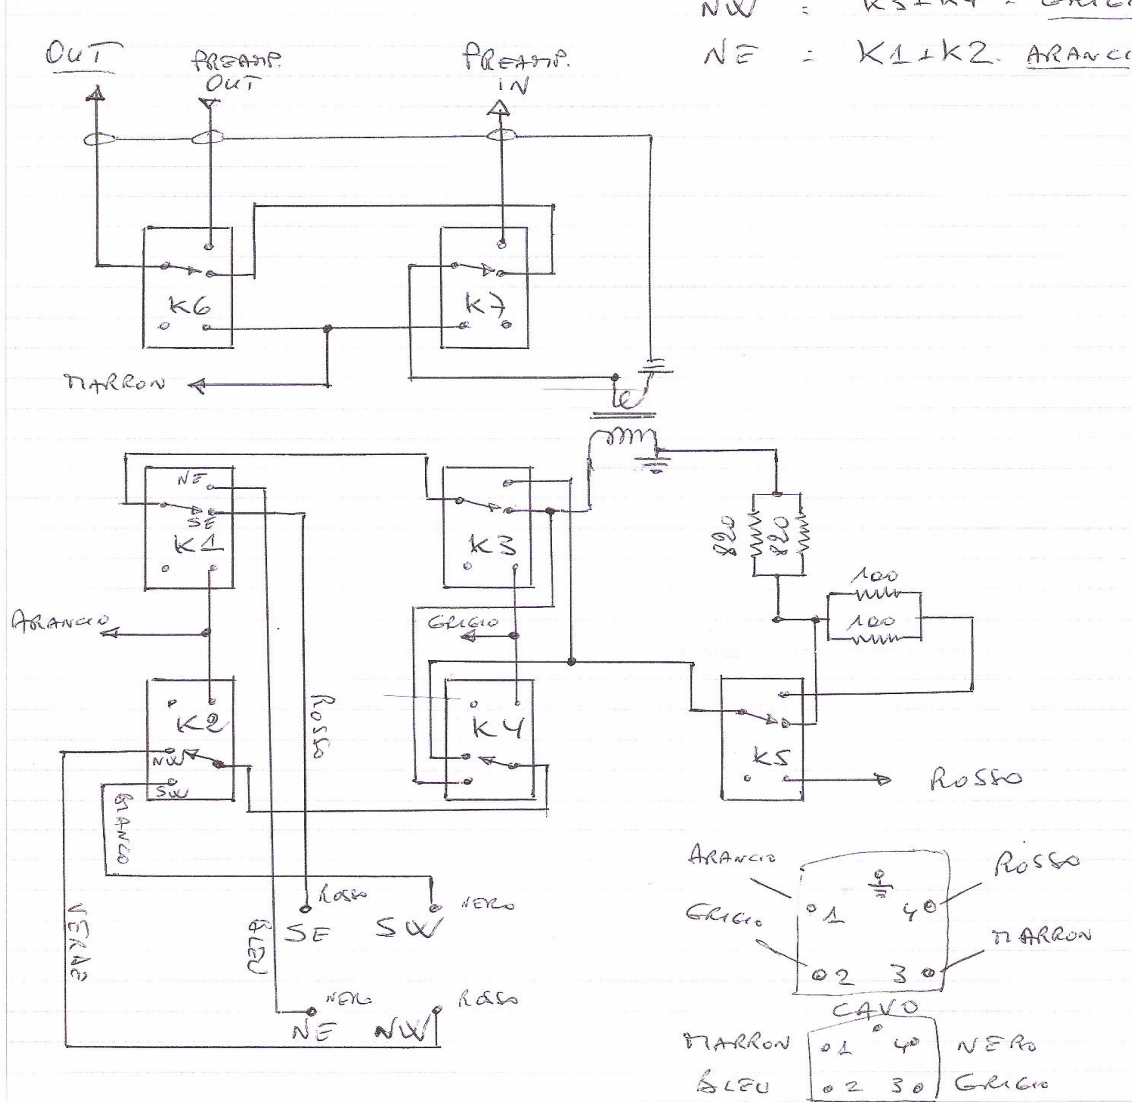 NW : K3+K4 = GRIGIO
NE : K1+K2. ARANCIO
OUT
PREAMP. OUT
PREAMP. IN
K6
K7
MARRON
NE
SE
K1
K3
820
820
100
100
ARANCIO
GRIGIO
K2
NW
SW
K4
K5
ROSSO
ROSSO
BIANCO
VERDE
BLEU
ROSSO
SE
SW
NERO
NERO
NE
NW
ROSSO
ARANCIO
ROSSO
1
4
GRIGIO
MARRON
2
3
CAVO
MARRON
1
4
NERO
BLEU
2
3
GRIGIO